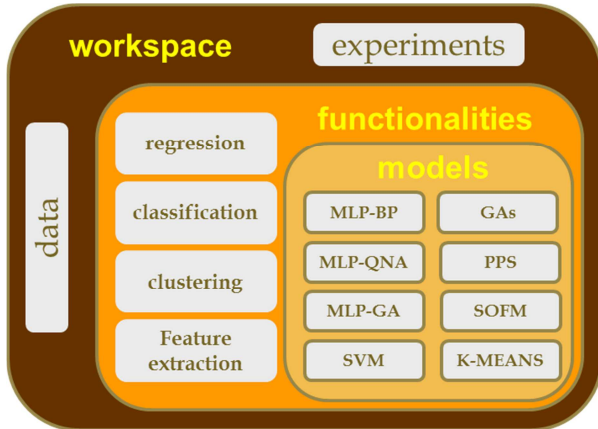 workspace
experiments
data
functionalities
regression
classification
clustering
Feature
extraction
models
MLP-BP
GAs
MLP-QNA
PPS
MLP-GA
SOFM
SVM
K-MEANS